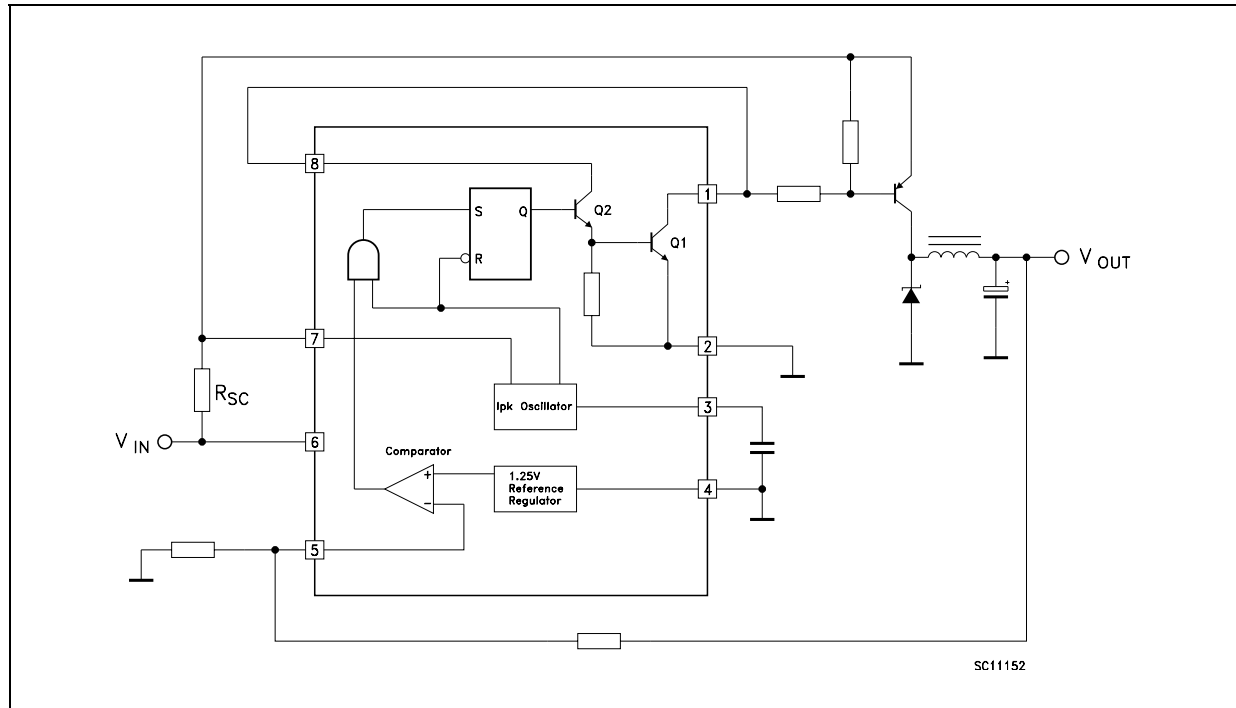 8
1
S Q
Q2
Q1
R
7
2
R SC
Ipk Oscillator
3
V IN
6
Comparator
+
−
1.25V
Reference
Regulator
4
5
+
V OUT
SC11152